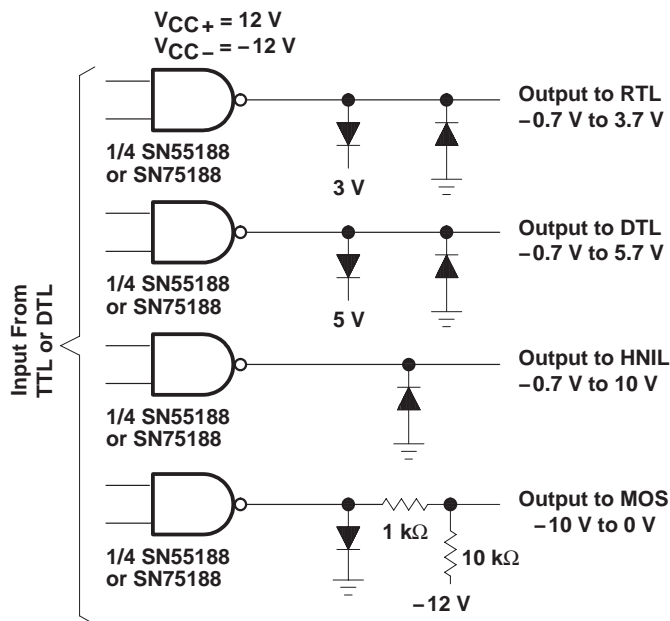 VCC+ = 12 V
VCC− = −12 V
Input From
TTL or DTL
1/4 SN55188
or SN75188
3 V
Output to RTL
−0.7 V to 3.7 V
1/4 SN55188
or SN75188
5 V
Output to DTL
−0.7 V to 5.7 V
1/4 SN55188
or SN75188
Output to HNIL
−0.7 V to 10 V
1/4 SN55188
or SN75188
1 kΩ
10 kΩ
−12 V
Output to MOS
−10 V to 0 V